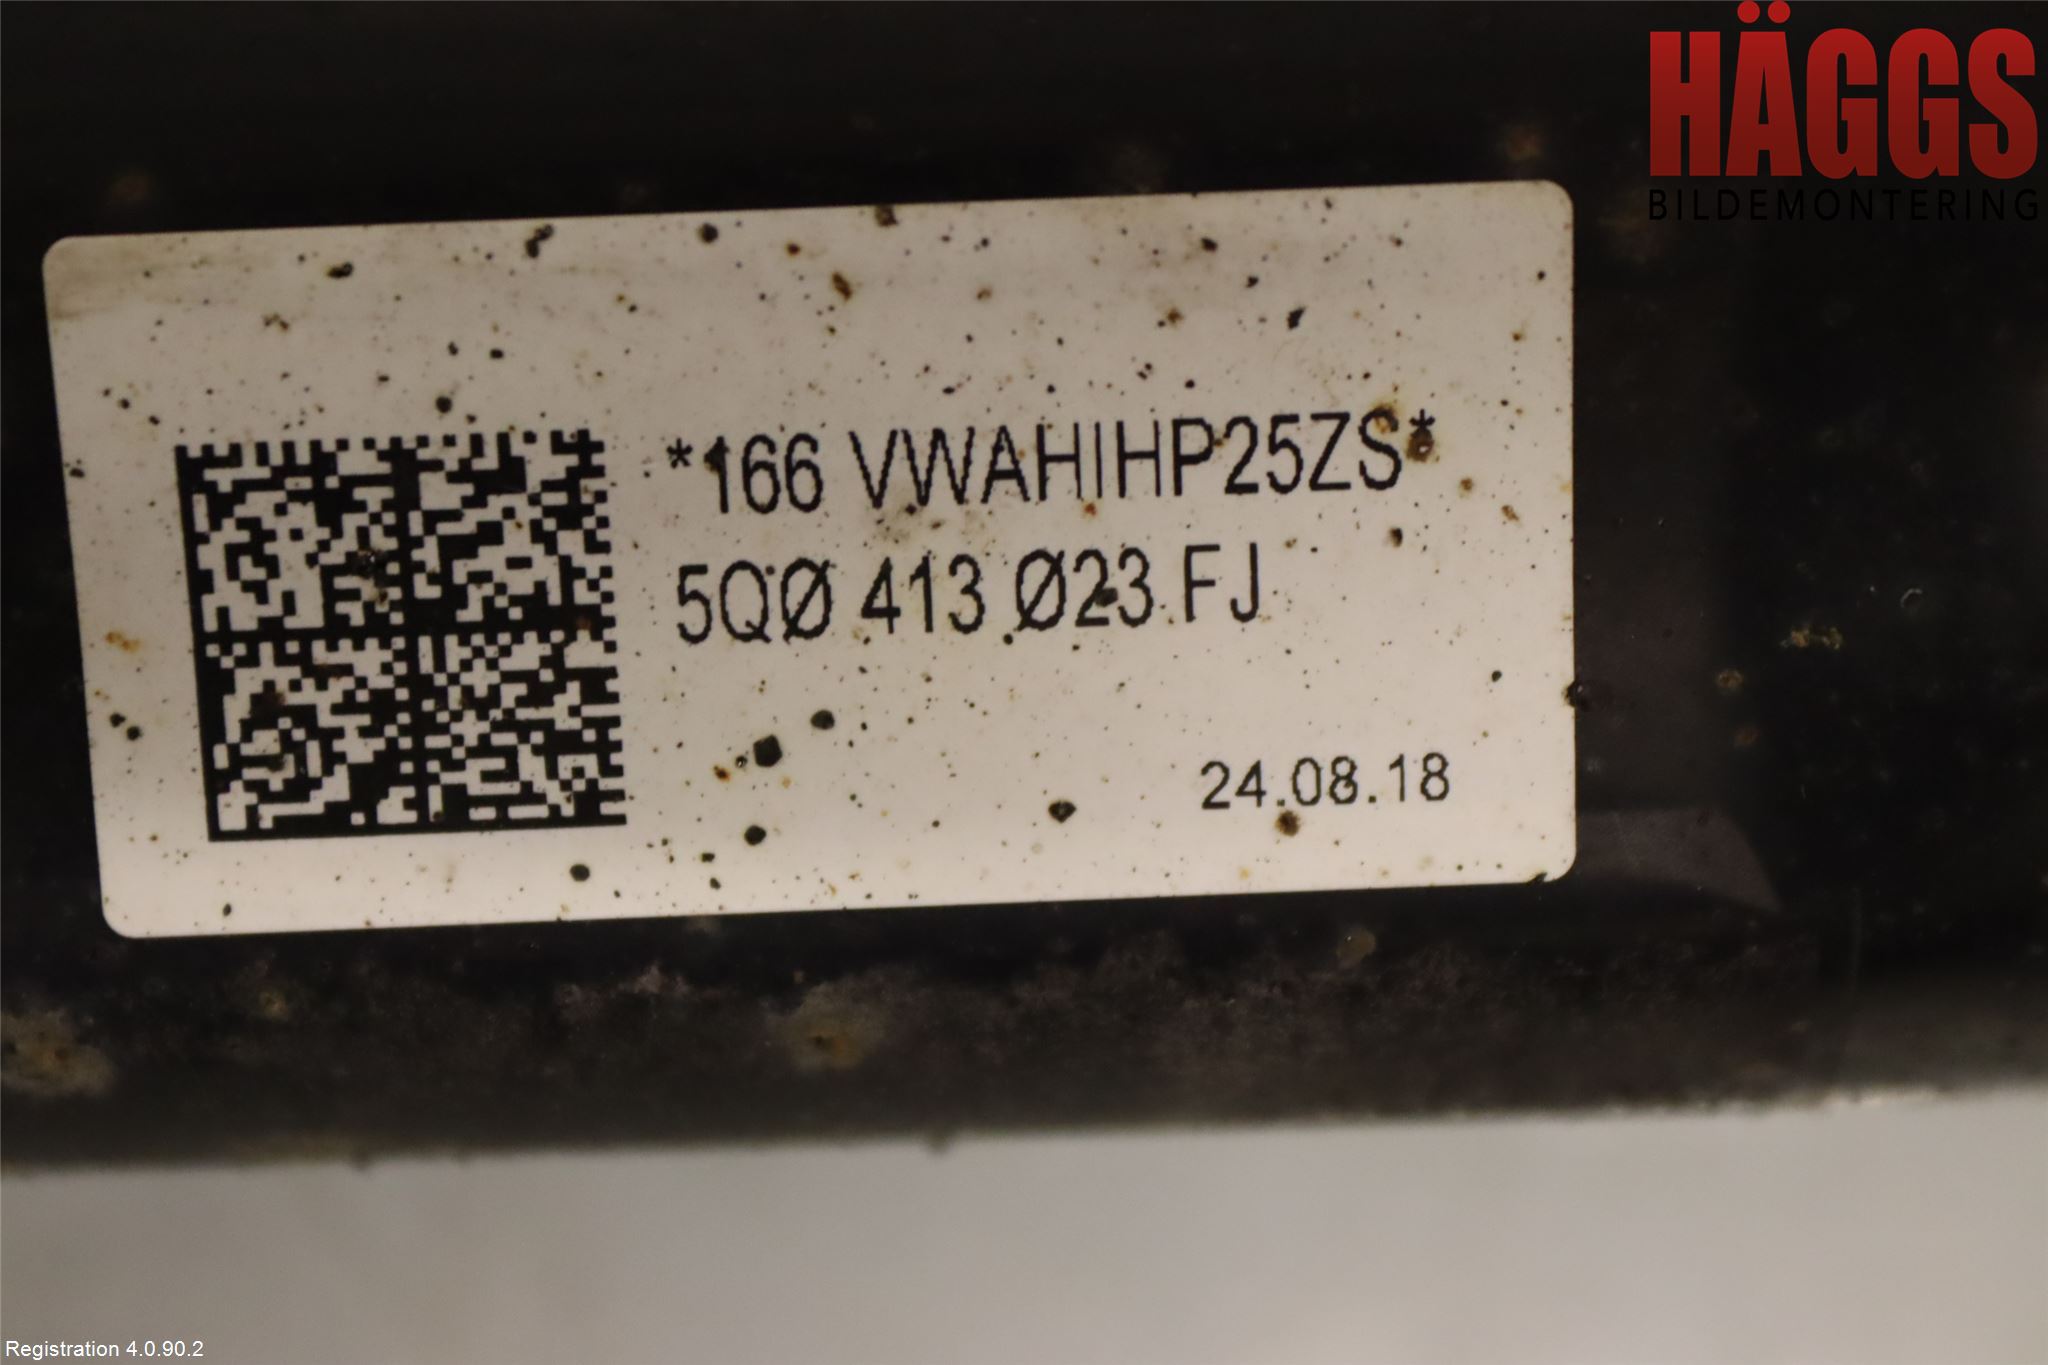 HÄGGS
BILDEMONTERING
*166 VWAHIHP25ZS*
5QØ 413 Ø23 FJ
24.08.18
Registration 4.0.90.2